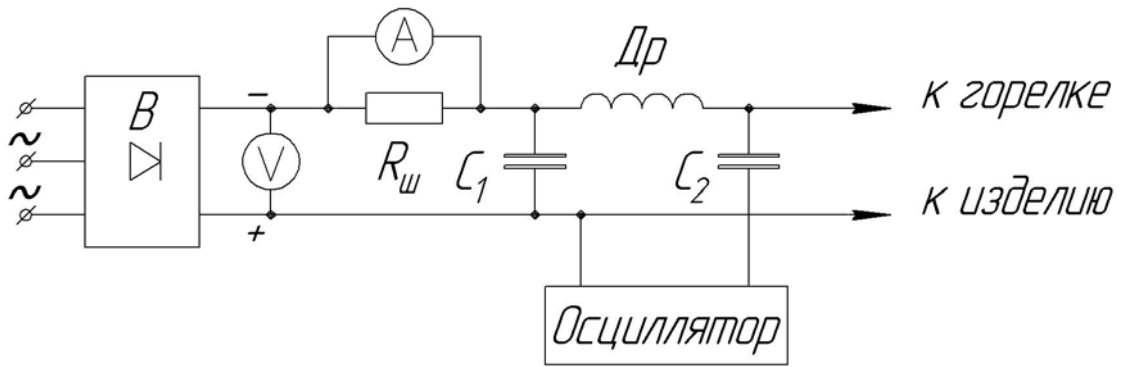 А
Др
–
к горелке
В
~
V
Rш
C1
C2
~
к изделию
+
Осциллятор